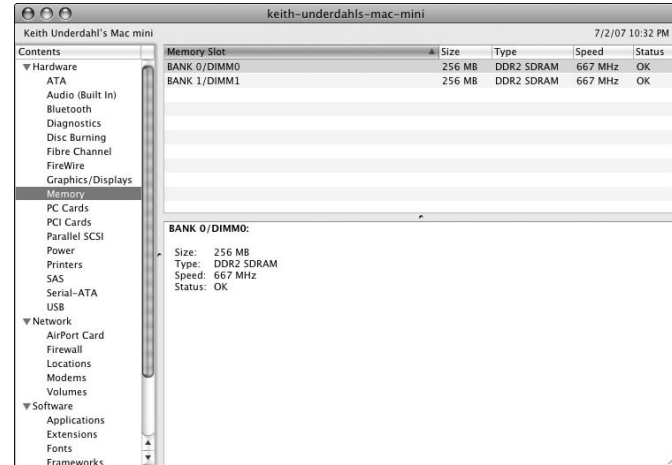 keith-underdahls-mac-mini
Keith Underdahl's Mac mini 7/2/07 10:32 PM
Contents
Hardware
ATA
Audio (Built In)
Bluetooth
Diagnostics
Disc Burning
Fibre Channel
FireWire
Graphics/Displays
Memory
PC Cards
PCI Cards
Parallel SCSI
Power
Printers
SAS
Serial-ATA
USB
Network
AirPort Card
Firewall
Locations
Modems
Volumes
Software
Applications
Extensions
Fonts
Frameworks
Memory Slot Size Type Speed Status
BANK 0/DIMM0 256 MB DDR2 SDRAM 667 MHz OK
BANK 1/DIMM1 256 MB DDR2 SDRAM 667 MHz OK
BANK 0/DIMM0:
Size: 256 MB
Type: DDR2 SDRAM
Speed: 667 MHz
Status: OK